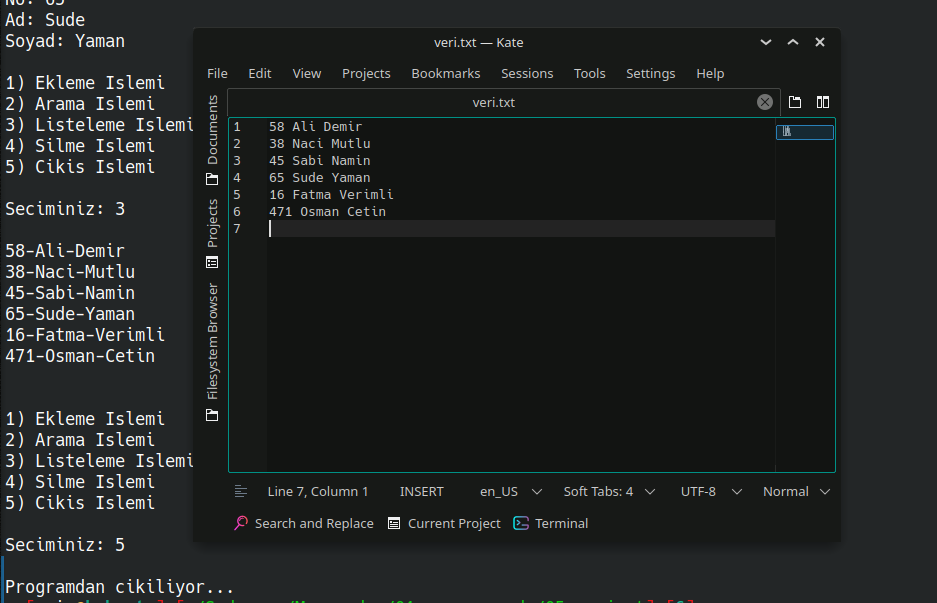 No: 65
Ad: Sude
Soyad: Yaman
1) Ekleme Islemi
2) Arama Islemi
3) Listeleme Islemi
4) Silme Islemi
5) Cikis Islemi
Seciminiz: 3
58-Ali-Demir
38-Naci-Mutlu
45-Sabi-Namin
65-Sude-Yaman
16-Fatma-Verimli
471-Osman-Cetin
1) Ekleme Islemi
2) Arama Islemi
3) Listeleme Islemi
4) Silme Islemi
5) Cikis Islemi
Seciminiz: 5
Programdan cikiliyor...
veri.txt — Kate
File Edit View Projects Bookmarks Sessions Tools Settings Help
veri.txt
Documents
Projects
Filesystem Browser
1 58 Ali Demir
2 38 Naci Mutlu
3 45 Sabi Namin
4 65 Sude Yaman
5 16 Fatma Verimli
6 471 Osman Cetin
7
Line 7, Column 1 INSERT en_US Soft Tabs: 4 UTF-8 Normal
Search and Replace Current Project Terminal